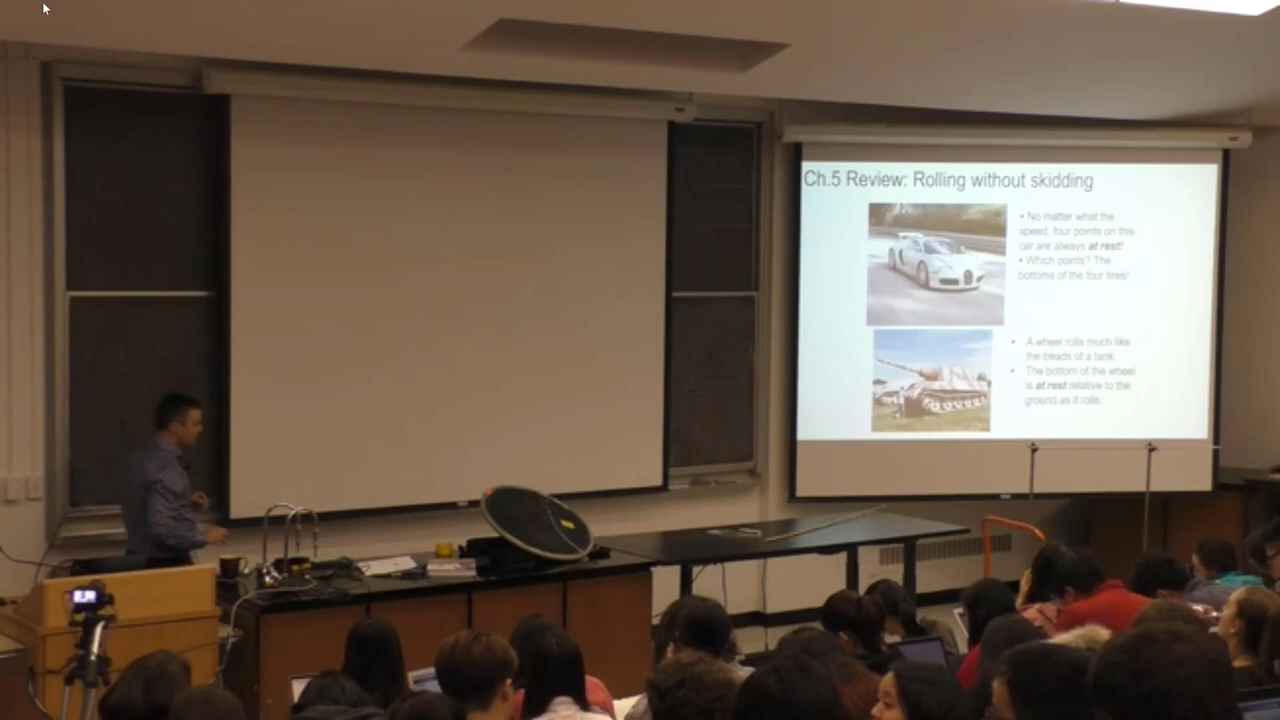 Ch.5 Review: Rolling without skidding
• No matter what the
speed, four points on this
car are always at rest!
• Which points? The
bottoms of the four tires!
• A wheel rolls much like
the treads of a tank.
• The bottom of the wheel
is at rest relative to the
ground as it rolls.